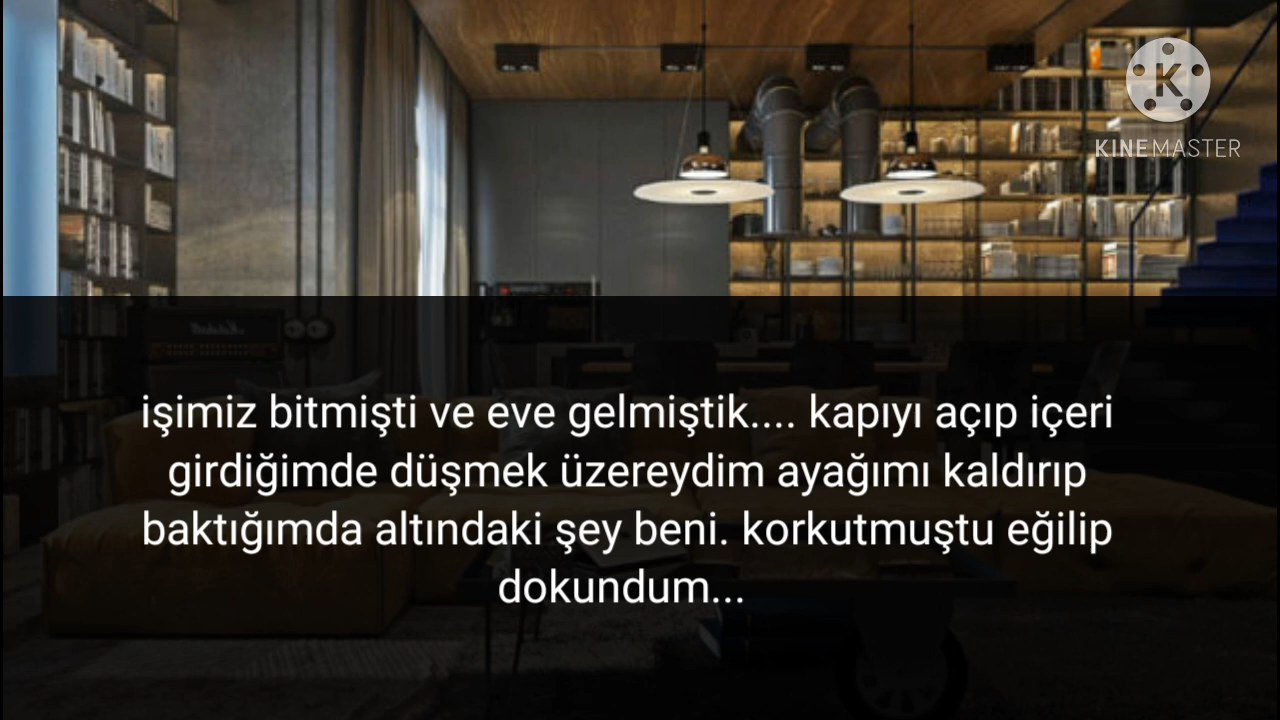 KINEMASTER
işimiz bitmişti ve eve gelmiştik.... kapıyı açıp içeri
girdiğimde düşmek üzereydim ayağımı kaldırıp
baktığımda altındaki şey beni. korkutmuştu eğilip
dokundum...